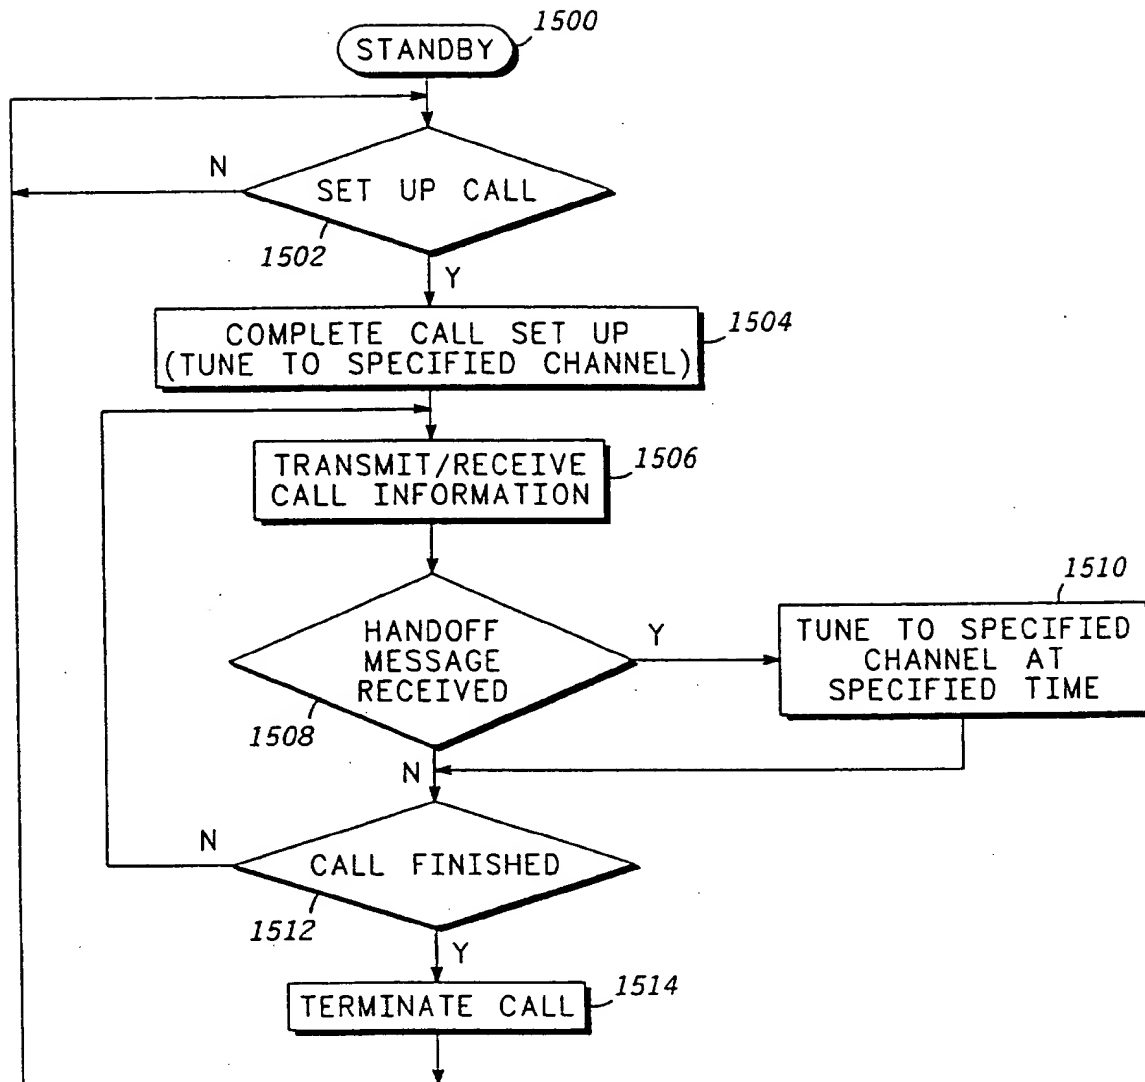 1500
STANDBY
N
SET UP CALL
1502
Y
COMPLETE CALL SET UP
(TUNE TO SPECIFIED CHANNEL)
1504
TRANSMIT/RECEIVE
CALL INFORMATION
1506
HANDOFF
MESSAGE
RECEIVED
1508
Y
1510
TUNE TO SPECIFIED
CHANNEL AT
SPECIFIED TIME
N
N
CALL FINISHED
1512
Y
TERMINATE CALL
1514